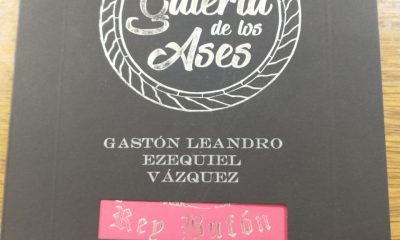 Galería
de los
Ases
GASTÓN LEANDRO
EZEQUIEL
VÁZQUEZ
Rey Bufón